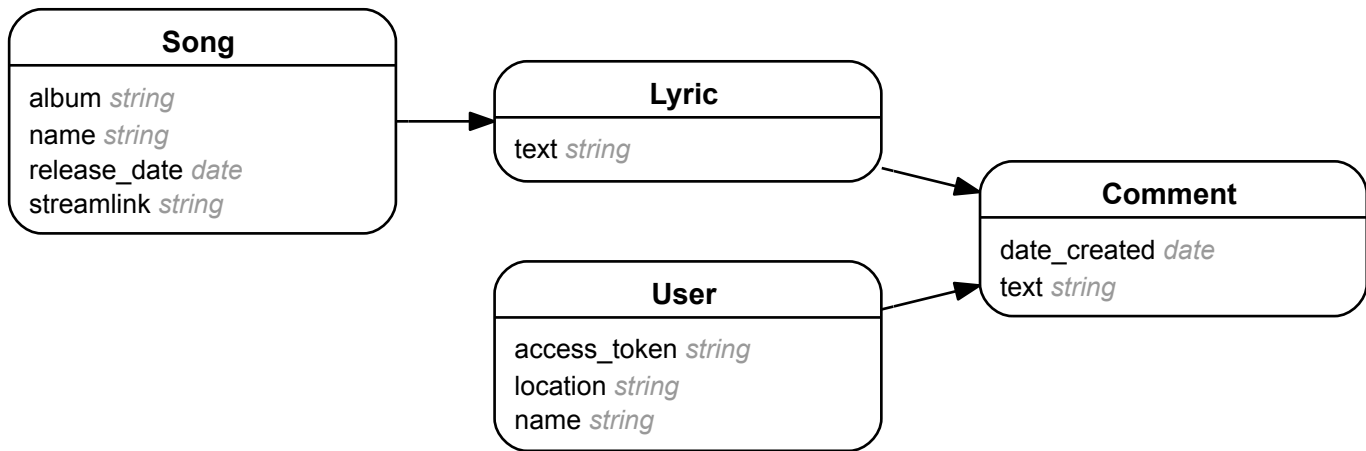 Song
album string
name string
release_date date
streamlink string
Lyric
text string
User
access_token string
location string
name string
Comment
date_created date
text string